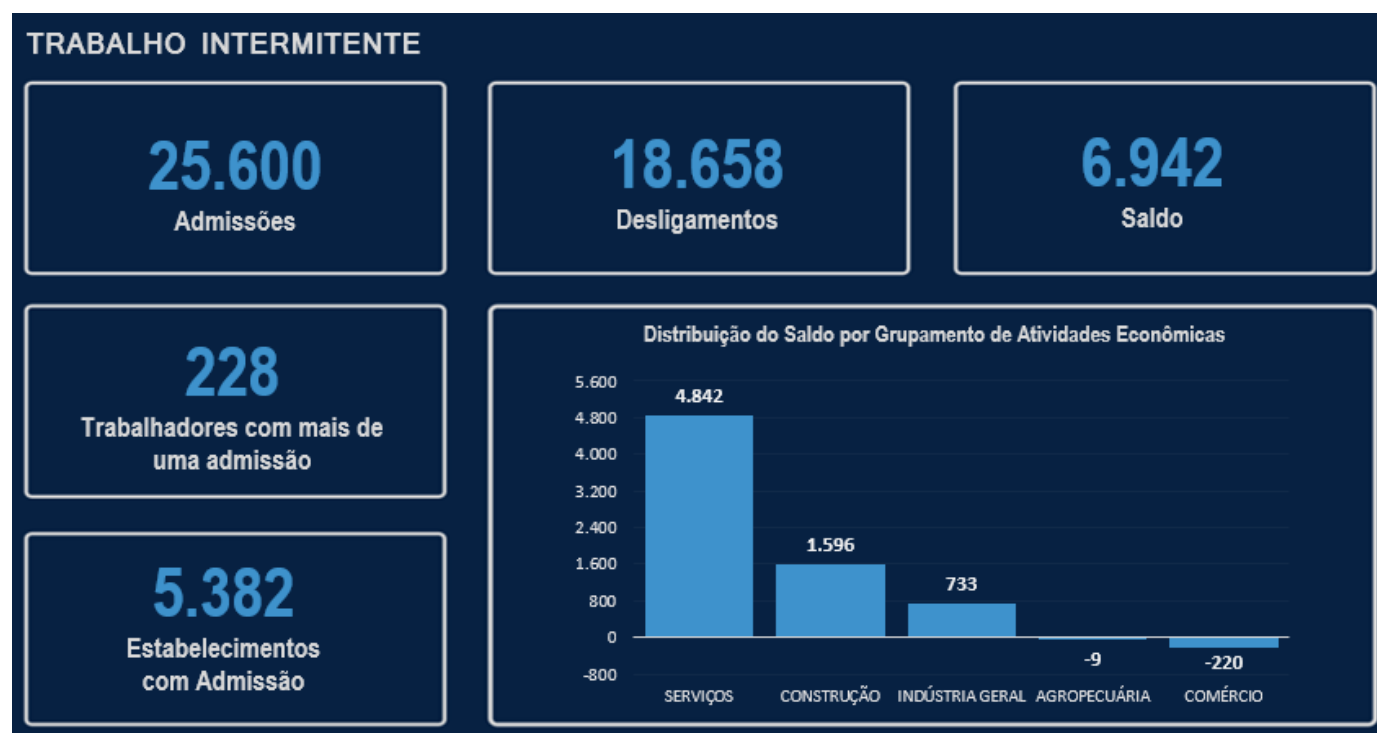 TRABALHO INTERMITENTE
25.600
Admissões
18.658
Desligamentos
6.942
Saldo
228
Trabalhadores com mais de
uma admissão
5.382
Estabelecimentos
com Admissão
Distribuição do Saldo por Grupamento de Atividades Econômicas
5.600
4.800
4.000
3.200
2.400
1.600
800
0
-800
4.842
1.596
733
-9
-220
SERVIÇOS
CONSTRUÇÃO
INDÚSTRIA GERAL
AGROPECUÁRIA
COMÉRCIO